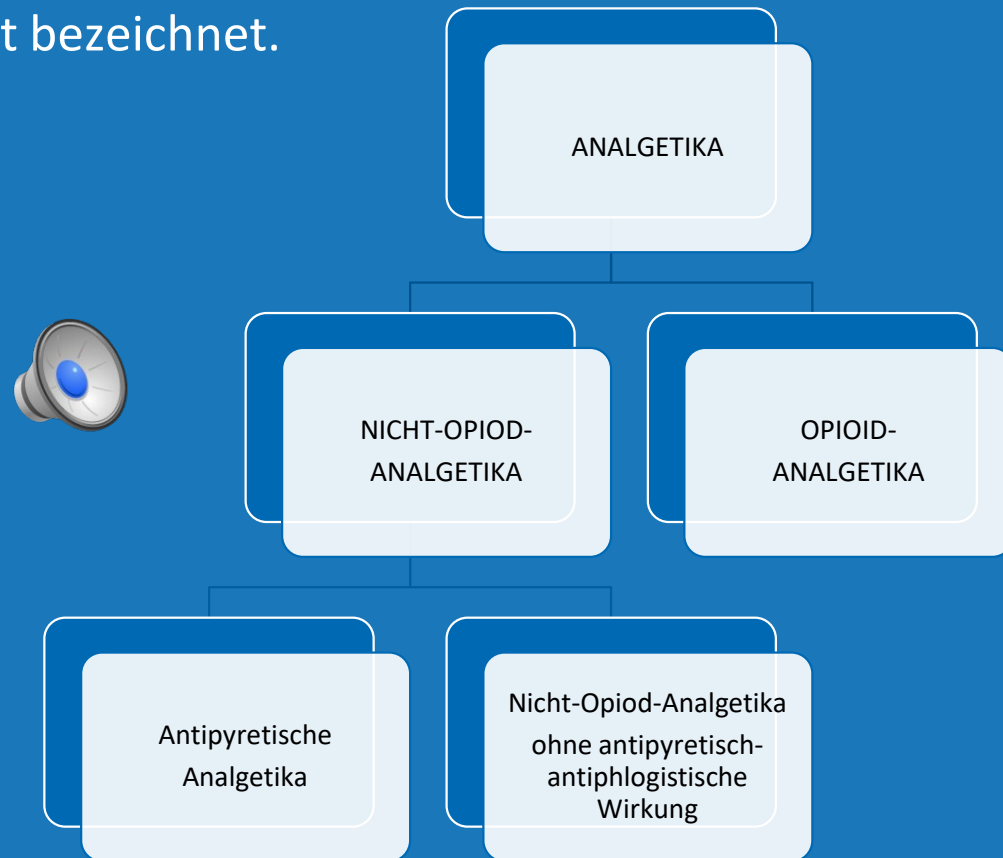 t bezeichnet.
ANALGETIKA
NICHT-OPIOD-
ANALGETIKA
OPIOID-
ANALGETIKA
Antipyretische
Analgetika
Nicht-Opiod-Analgetika
ohne antipyretisch-
antiphlogistische
Wirkung